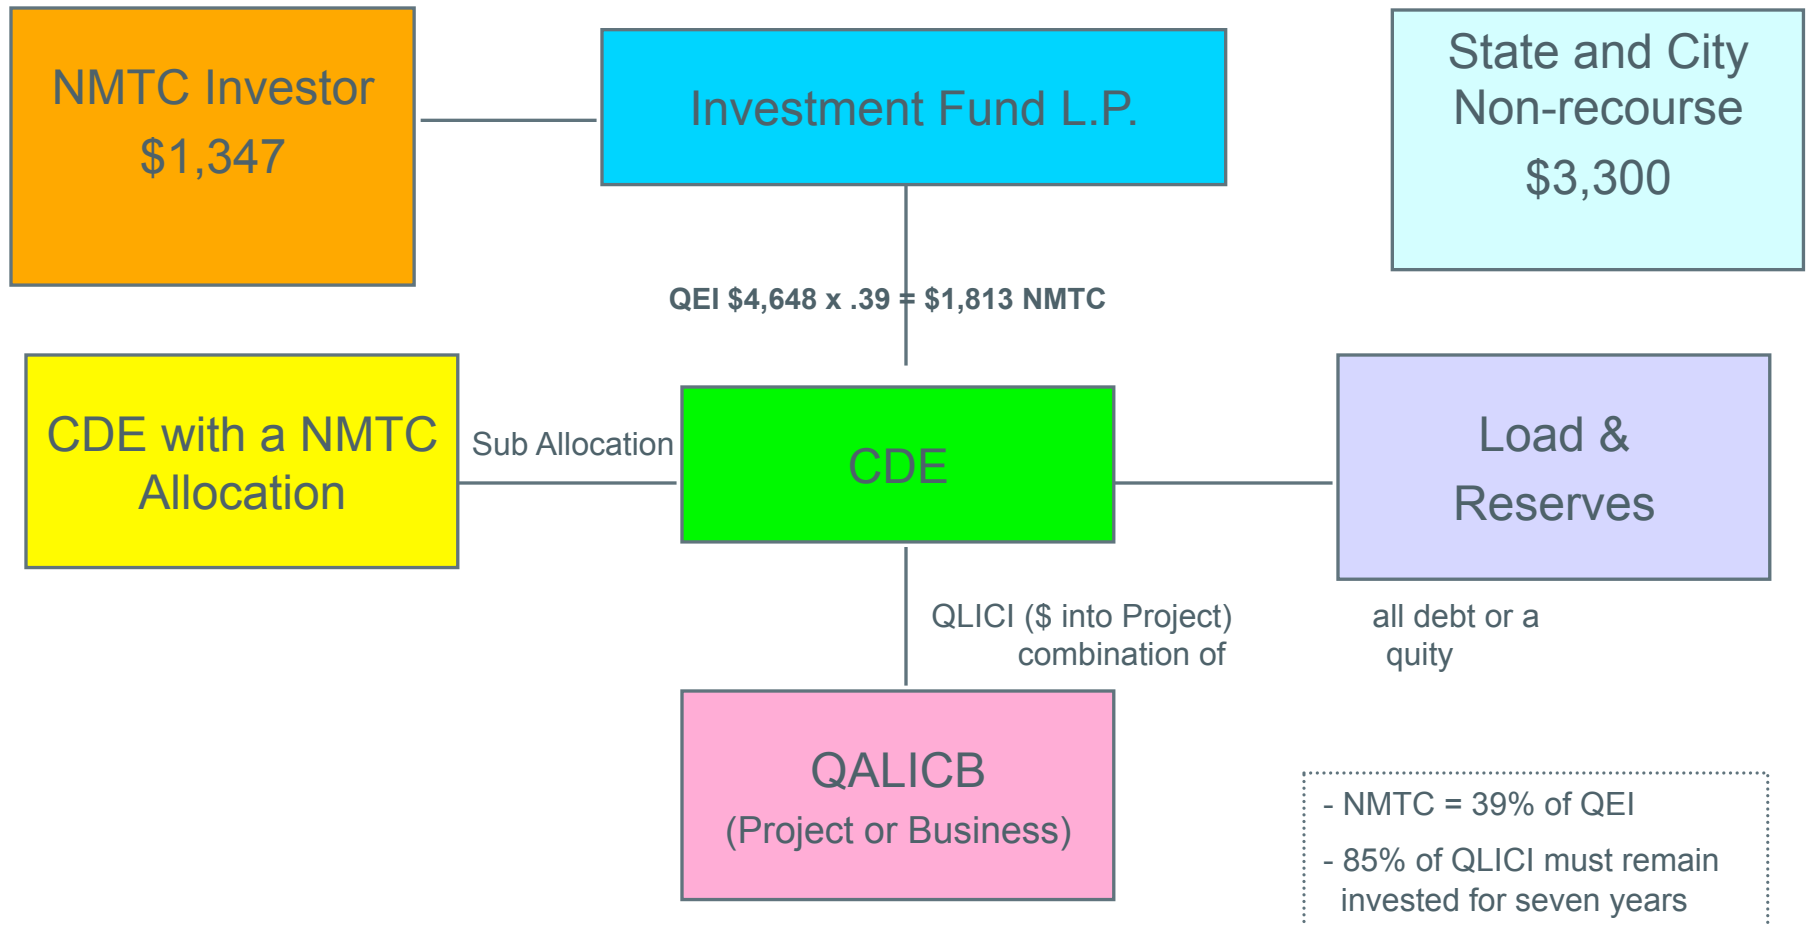 NMTC Investor
$1,347
Investment Fund L.P.
State and City
Non-recourse
$3,300
QEI $4,648 x .39 = $1,813 NMTC
CDE with a NMTC
Allocation
Sub Allocation
CDE
Load &
Reserves
QLICI ($ into Project) all debt or a
combination of quity
QALICB
(Project or Business)
- NMTC = 39% of QEI
- 85% of QLICI must remain
invested for seven years